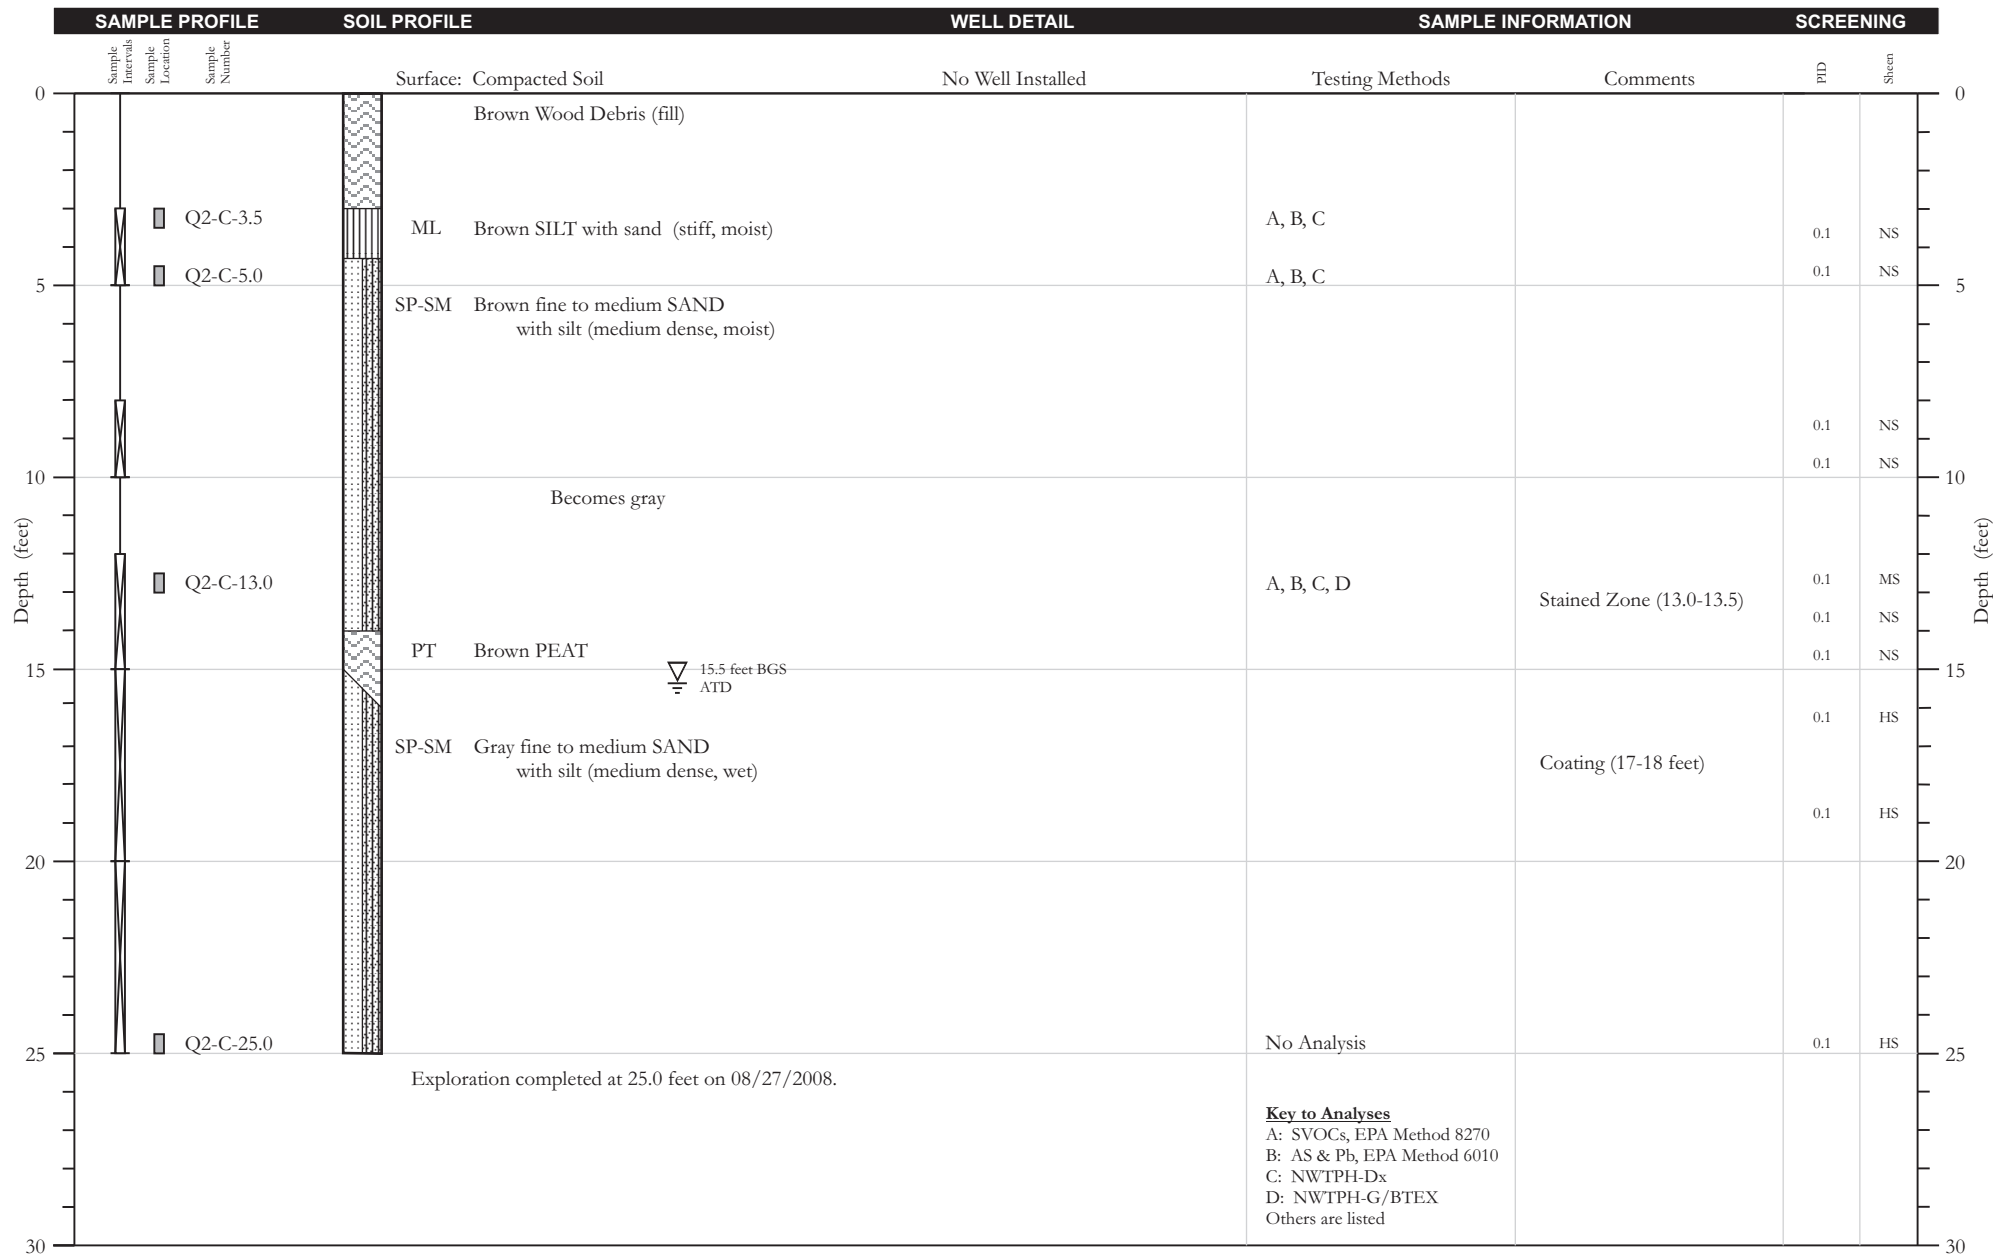 SAMPLE PROFILE SOIL PROFILE WELL DETAIL SAMPLE INFORMATION SCREENING
Sample Intervals
Sample Location
Sample Number
Surface: Compacted Soil
No Well Installed
Testing Methods
Comments
PID
Sheen
0 0
Brown Wood Debris (fill)
Q2-C-3.5 A, B, C
ML Brown SILT with sand (stiff, moist) 0.1 NS
Q2-C-5.0 A, B, C 0.1 NS
5 5
SP-SM Brown fine to medium SAND
with silt (medium dense, moist)
0.1 NS
0.1 NS
10 10
Becomes gray
Depth (feet)
Depth (feet)
Q2-C-13.0 A, B, C, D 0.1 MS
Stained Zone (13.0-13.5)
0.1 NS
PT Brown PEAT 0.1 NS
15 15.5 feet BGS 15
ATD
0.1 HS
SP-SM Gray fine to medium SAND
with silt (medium dense, wet)
Coating (17-18 feet)
0.1 HS
20 20
Q2-C-25.0 No Analysis 0.1 HS
25 25
Exploration completed at 25.0 feet on 08/27/2008.
Key to Analyses
A: SVOCs, EPA Method 8270
B: AS & Pb, EPA Method 6010
C: NWTPH-Dx
D: NWTPH-G/BTEX
Others are listed
30 30